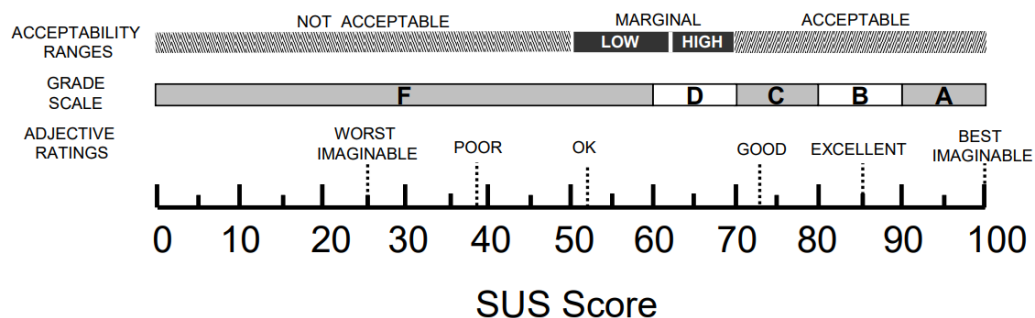 ACCEPTABILITY RANGES
NOT ACCEPTABLE
MARGINAL
ACCEPTABLE
LOW
HIGH
GRADE SCALE
F
D
C
B
A
ADJECTIVE RATINGS
WORST IMAGINABLE
POOR
OK
GOOD
EXCELLENT
BEST IMAGINABLE
0 10 20 30 40 50 60 70 80 90 100
SUS Score